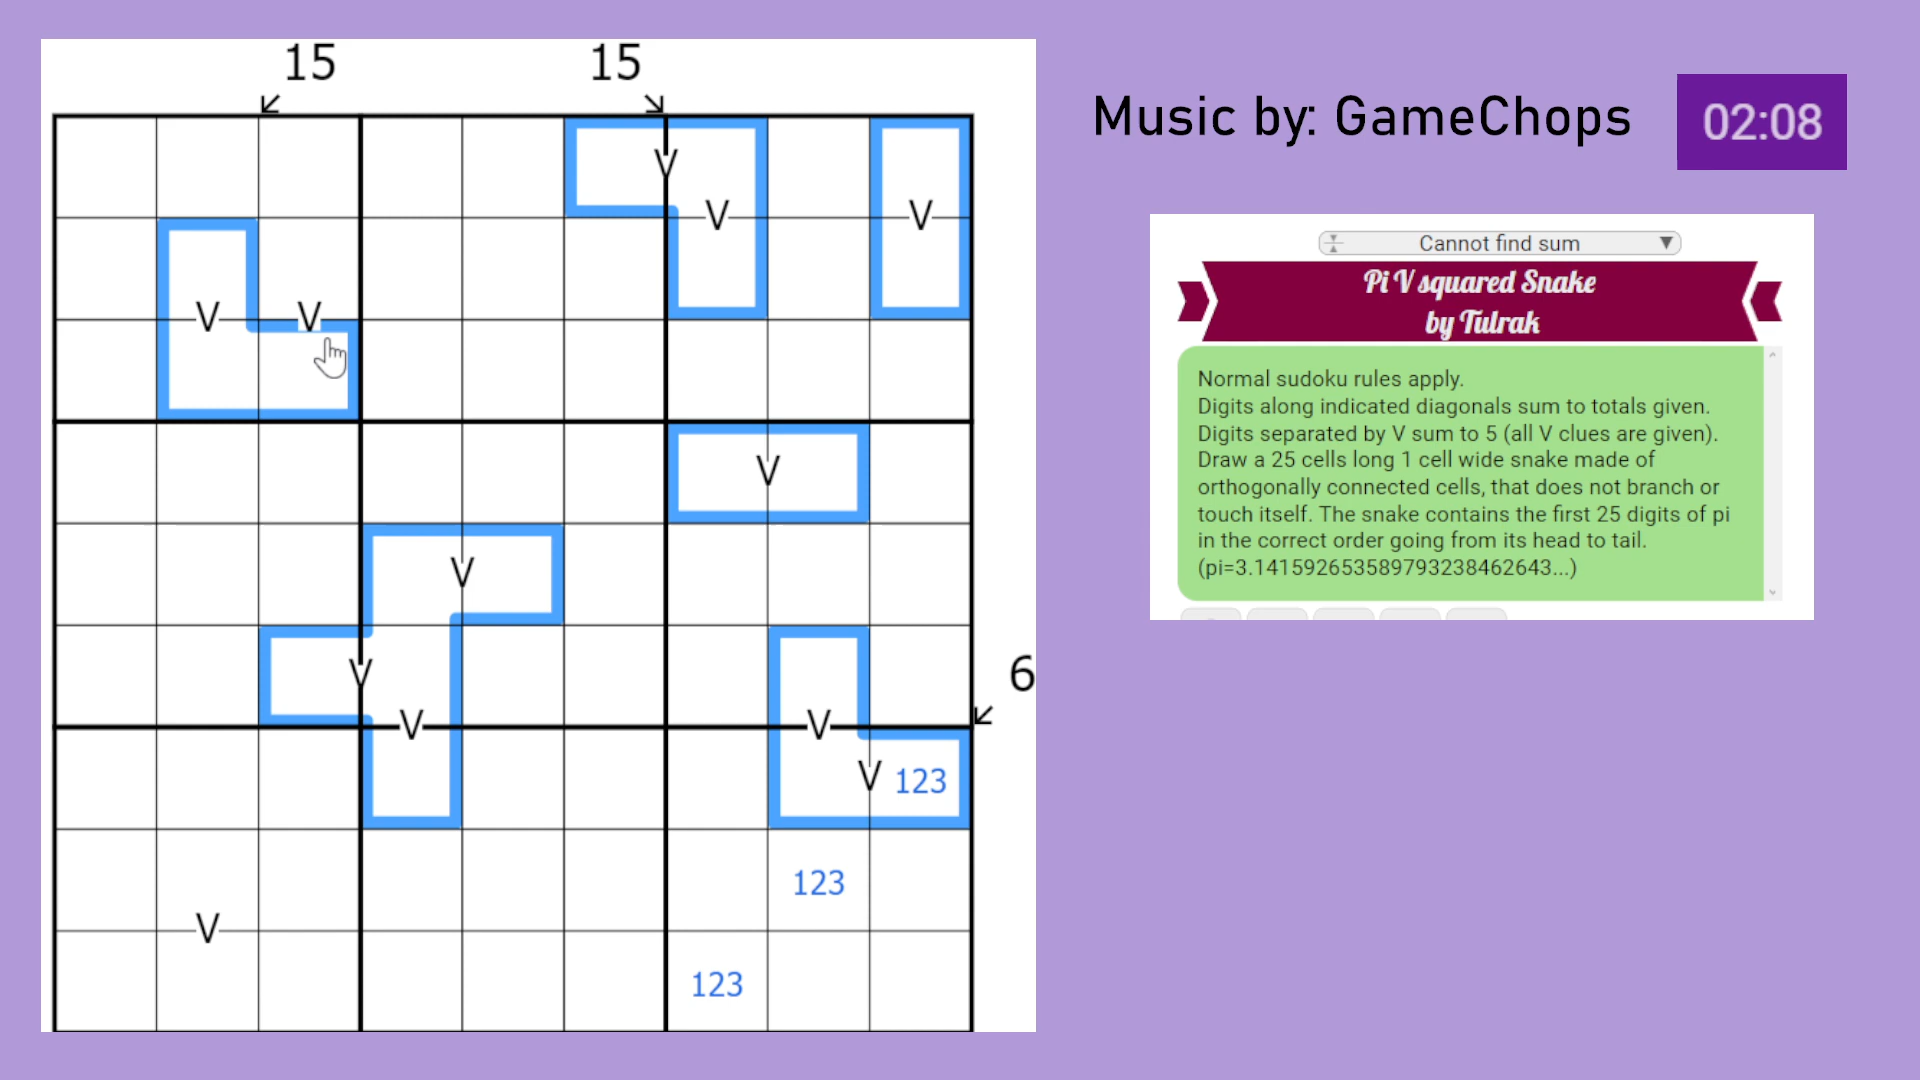 15 15
Music by: GameChops
02:08
V
V V
Cannot find sum
Pi V squared Snake
by Tulrak
V V
Normal sudoku rules apply.
Digits along indicated diagonals sum to totals given.
Digits separated by V sum to 5 (all V clues are given).
Draw a 25 cells long 1 cell wide snake made of
orthogonally connected cells, that does not branch or
touch itself. The snake contains the first 25 digits of pi
in the correct order going from its head to tail.
(pi=3.141592653589793238462643...)
V
V
V 6
V V
V 123
123
V
123